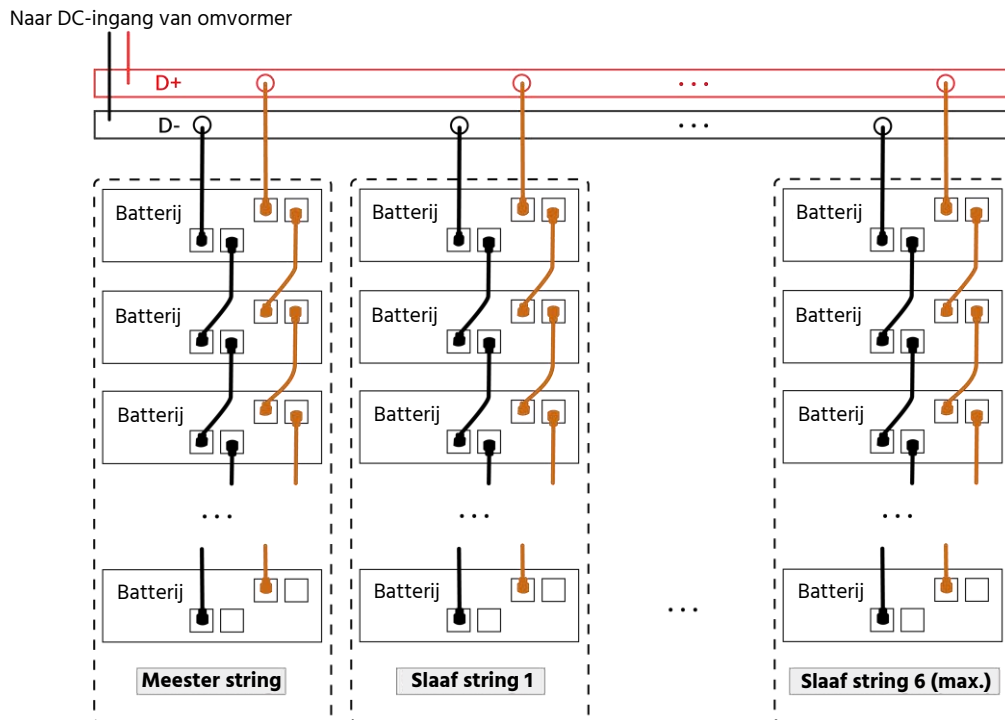 Naar DC-ingang van omvormer
D+
...
D-
...
Batterij
Batterij
Batterij
Batterij
Batterij
Batterij
Batterij
Batterij
Batterij
...
...
...
Batterij
Batterij
...
Batterij
Meester string
Slaaf string 1
Slaaf string 6 (max.)